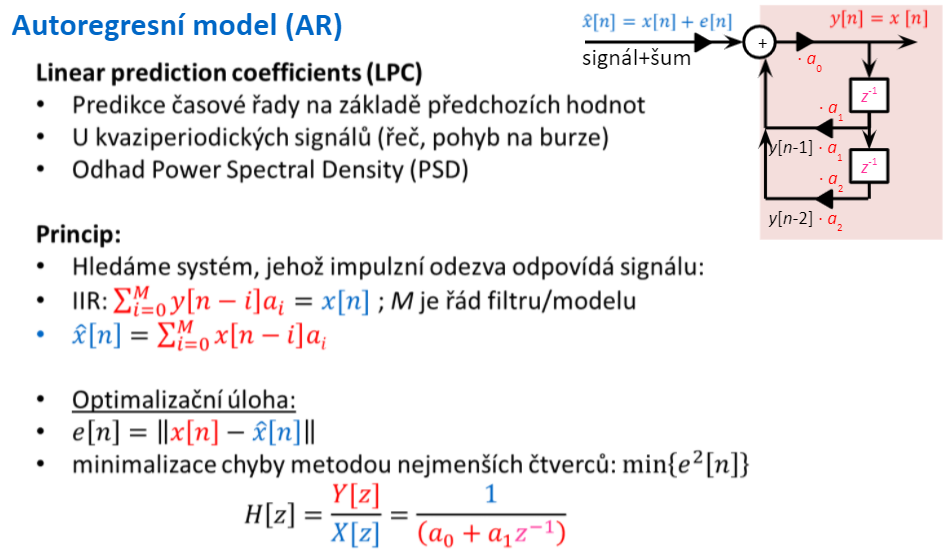 Autoregresní model (AR)
Linear prediction coefficients (LPC)
• Predikce časové řady na základě předchozích hodnot
• U kvaziperiodických signálů (řeč, pohyb na burze)
• Odhad Power Spectral Density (PSD)
Princip:
• Hledáme systém, jehož impulzní odezva odpovídá signálu:
• IIR: ∑_{i=0}^{M} y[n − i]a_i = x[n] ; M je řád filtru/modelu
• x̂[n] = ∑_{i=0}^{M} x[n − i]a_i
• Optimalizační úloha:
• e[n] = ‖x[n] − x̂[n]‖
• minimalizace chyby metodou nejmenších čtverců: min{e²[n]}
H[z] = Y[z]/X[z] = 1/(a₀ + a₁z⁻¹)
x̂[n] = x[n] + e[n]
y[n] = x [n]
signál+šum
+
· a₀
z⁻¹
· a₁
y[n-1] · a₁
z⁻¹
· a₂
y[n-2] · a₂